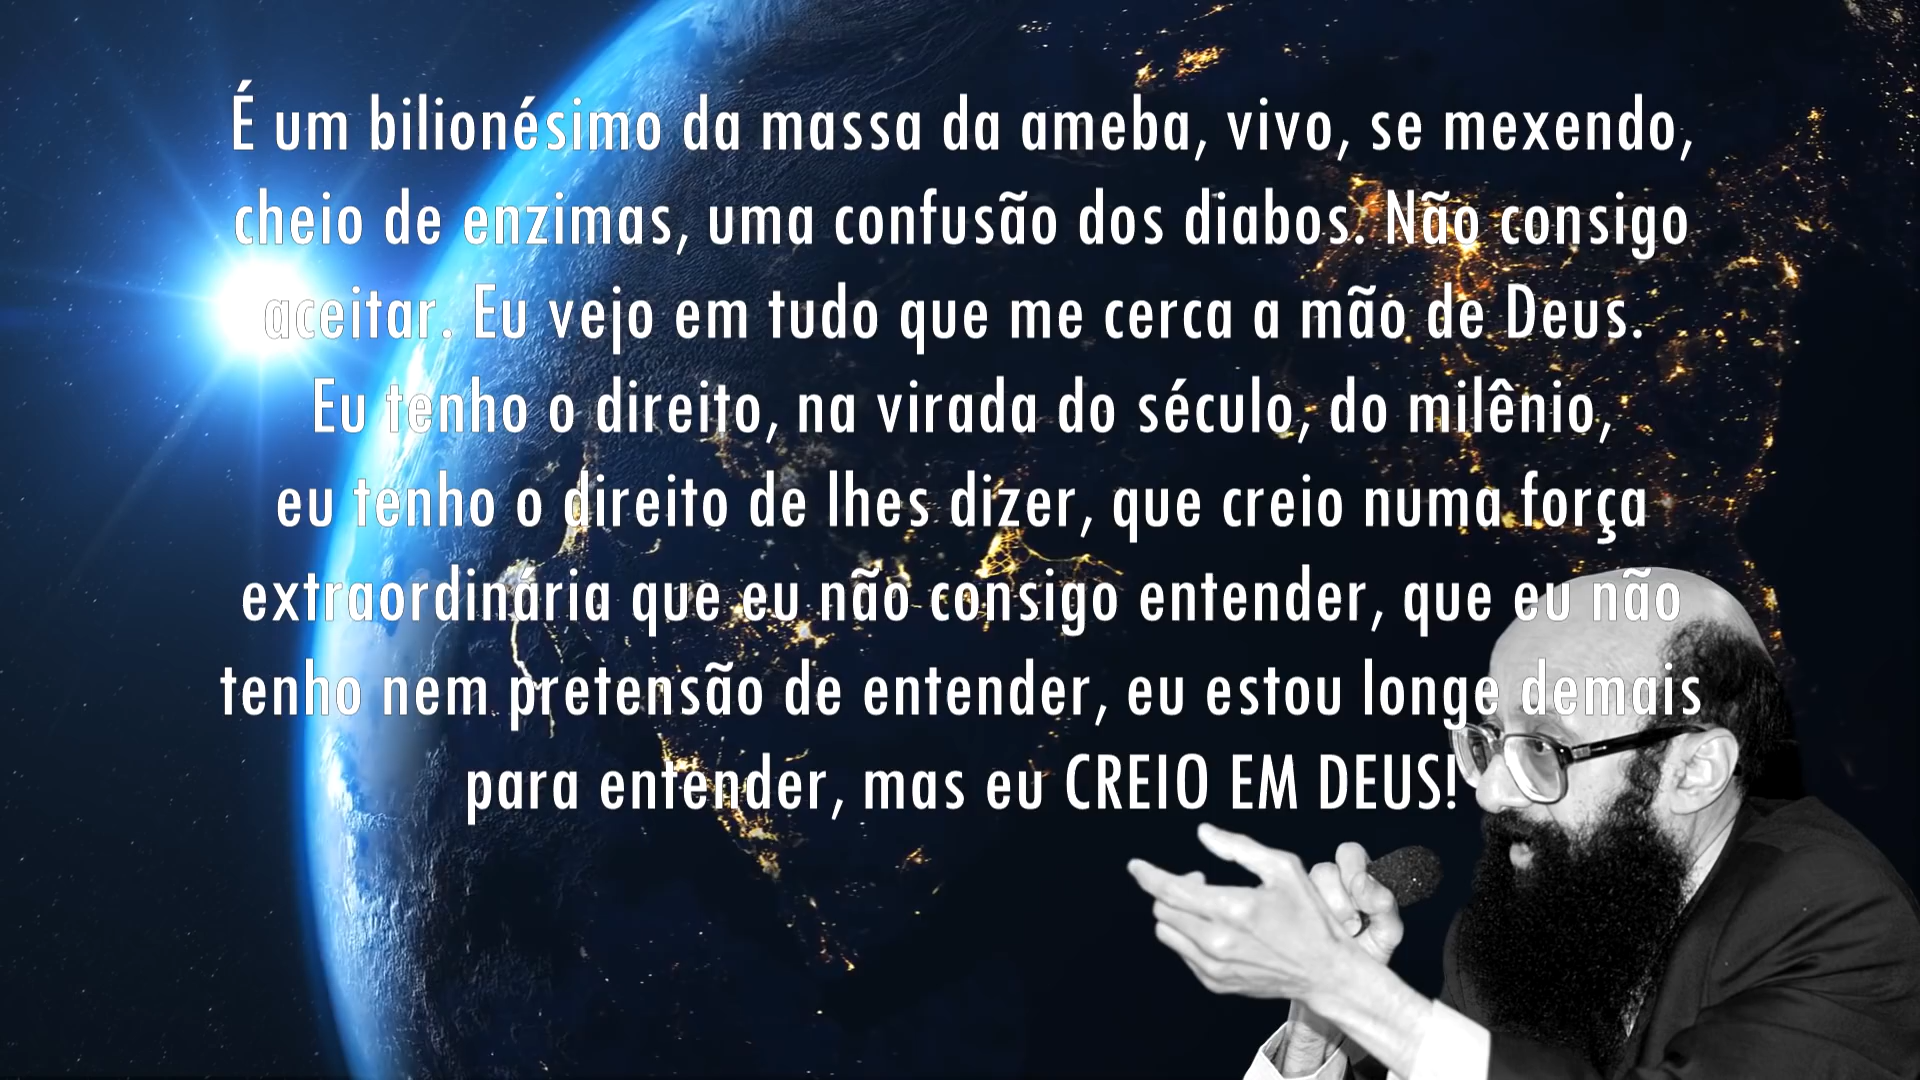 É um bilionésimo da massa da ameba, vivo, se mexendo,
cheio de enzimas, uma confusão dos diabos. Não consigo
aceitar. Eu vejo em tudo que me cerca a mão de Deus.
Eu tenho o direito, na virada do século, do milênio,
eu tenho o direito de lhes dizer, que creio numa força
extraordinária que eu não consigo entender, que eu não
tenho nem pretensão de entender, eu estou longe demais
para entender, mas eu CREIO EM DEUS!